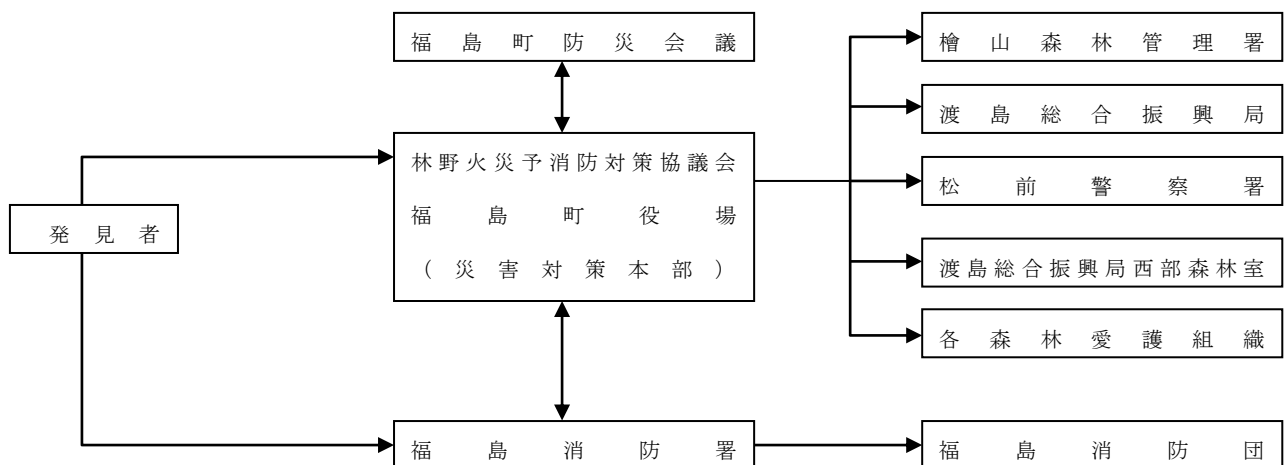 福島町防災会議
檜山森林管理署
渡島総合振興局
林野火災予消防対策協議会
福島町役場
(災害対策本部)
松前警察署
発見者
渡島総合振興局西部森林室
各森林愛護組織
福島消防署
福島消防団